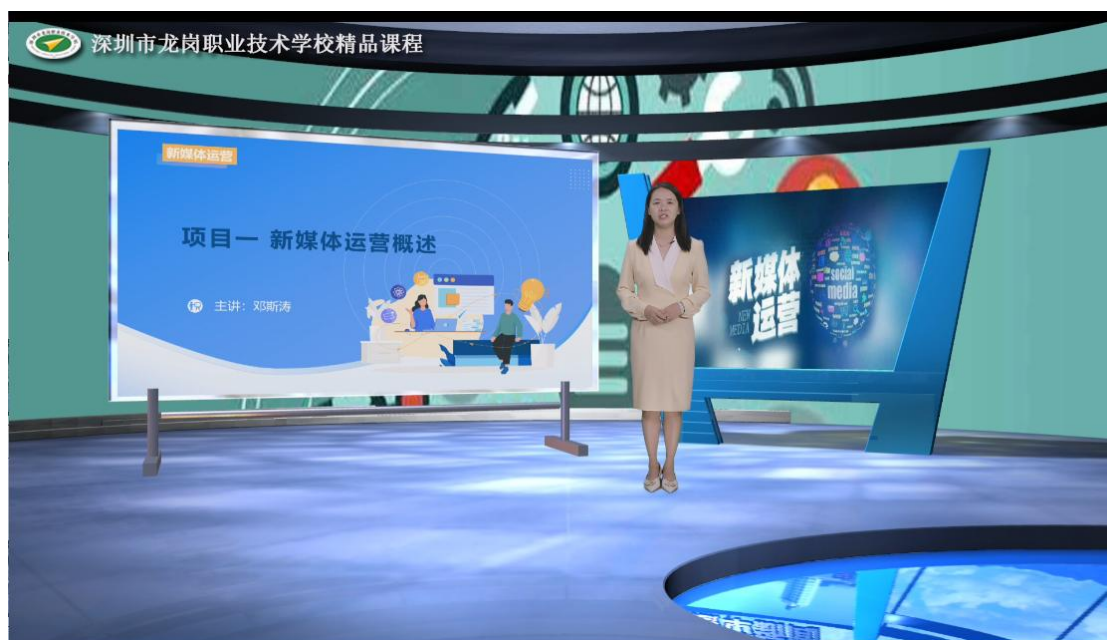 深圳市龙岗职业技术学校精品课程
新媒体运营
项目一 新媒体运营概述
主讲：邓斯涛
新媒体
运营
NEW
MEDIA
social
media